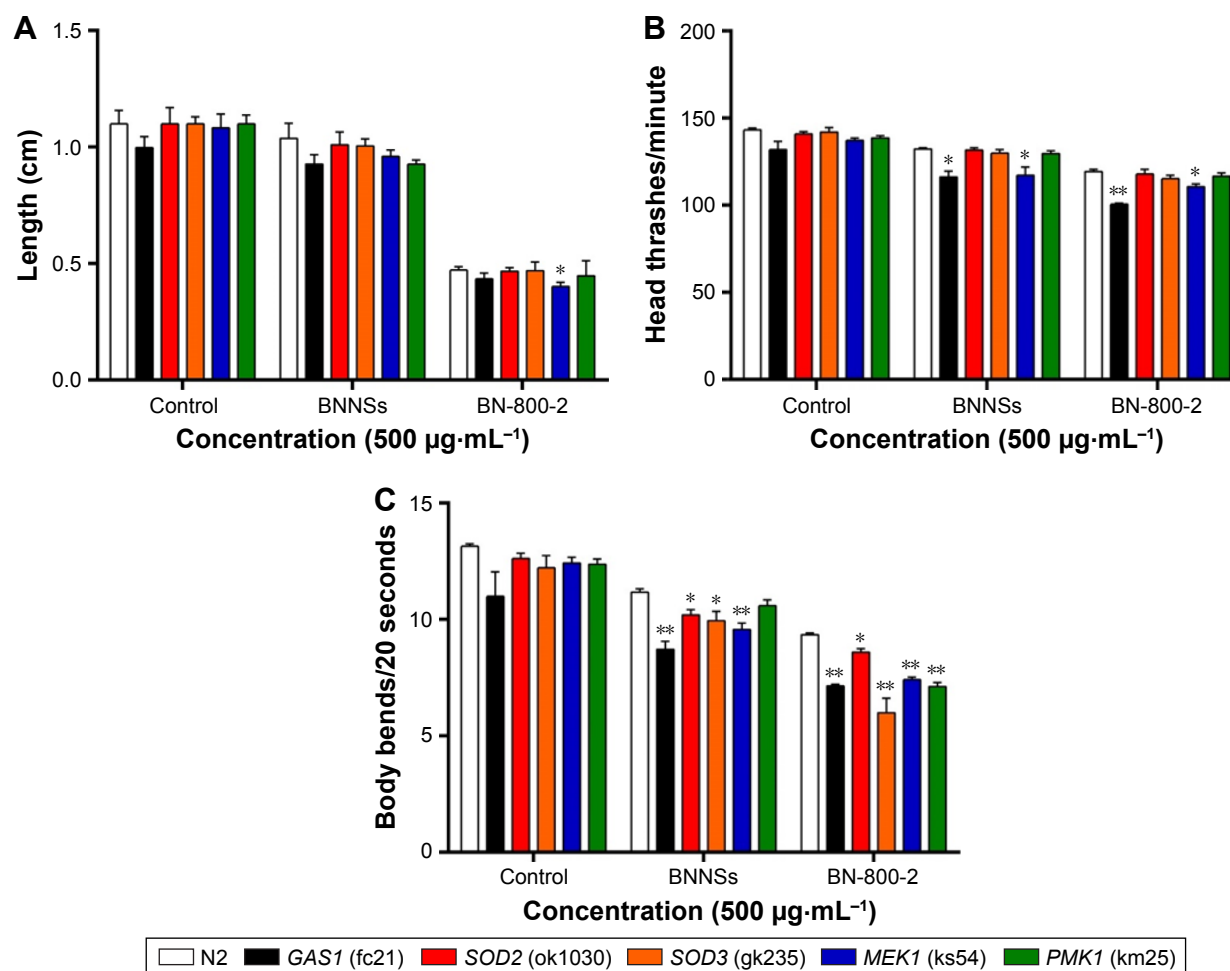 A
Length (cm)
1.5
1.0
0.5
0.0
*
Control
BNNSs
BN-800-2
Concentration (500 µg·mL⁻¹)
B
Head thrashes/minute
200
150
100
50
0
*
*
**
*
Control
BNNSs
BN-800-2
Concentration (500 µg·mL⁻¹)
C
Body bends/20 seconds
15
10
5
0
**
*
*
**
**
*
**
**
**
Control
BNNSs
BN-800-2
Concentration (500 µg·mL⁻¹)
N2 GAS1 (fc21) SOD2 (ok1030) SOD3 (gk235) MEK1 (ks54) PMK1 (km25)